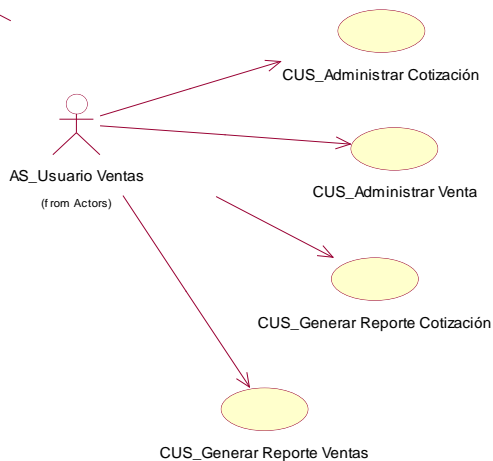 CUS_Administrar Cotización
AS_Usuario Ventas
(from Actors)
CUS_Administrar Venta
CUS_Generar Reporte Cotización
CUS_Generar Reporte Ventas